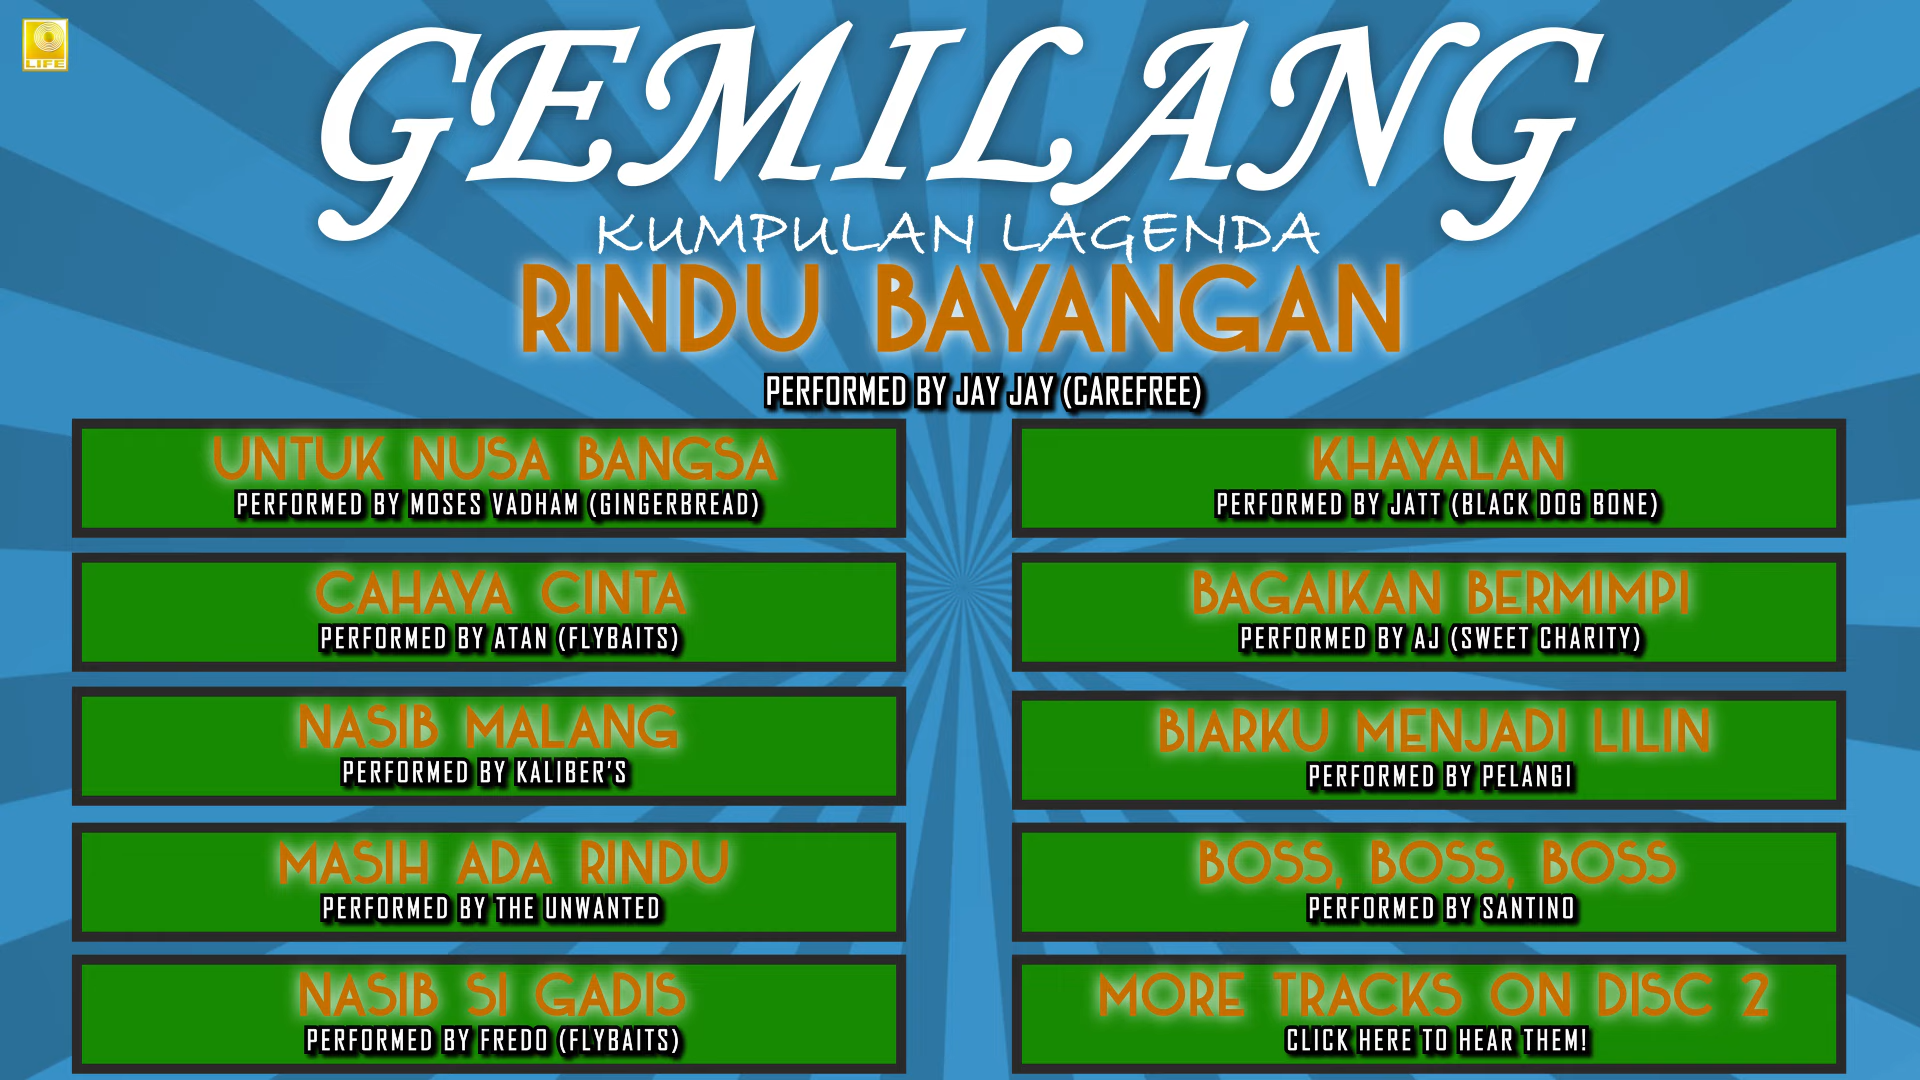 LIFE
GEMILANG
KUMPULAN LAGENDA
RINDU BAYANGAN
PERFORMED BY JAY JAY (CAREFREE)
UNTUK NUSA BANGSA
PERFORMED BY MOSES VADHAM (GINGERBREAD)
KHAYALAN
PERFORMED BY JATT (BLACK DOG BONE)
CAHAYA CINTA
PERFORMED BY ATAN (FLYBAITS)
BAGAIKAN BERMIMPI
PERFORMED BY AJ (SWEET CHARITY)
NASIB MALANG
PERFORMED BY KALIBER'S
BIARKU MENJADI LILIN
PERFORMED BY PELANGI
MASIH ADA RINDU
PERFORMED BY THE UNWANTED
BOSS, BOSS, BOSS
PERFORMED BY SANTINO
NASIB SI GADIS
PERFORMED BY FREDO (FLYBAITS)
MORE TRACKS ON DISC 2
CLICK HERE TO HEAR THEM!